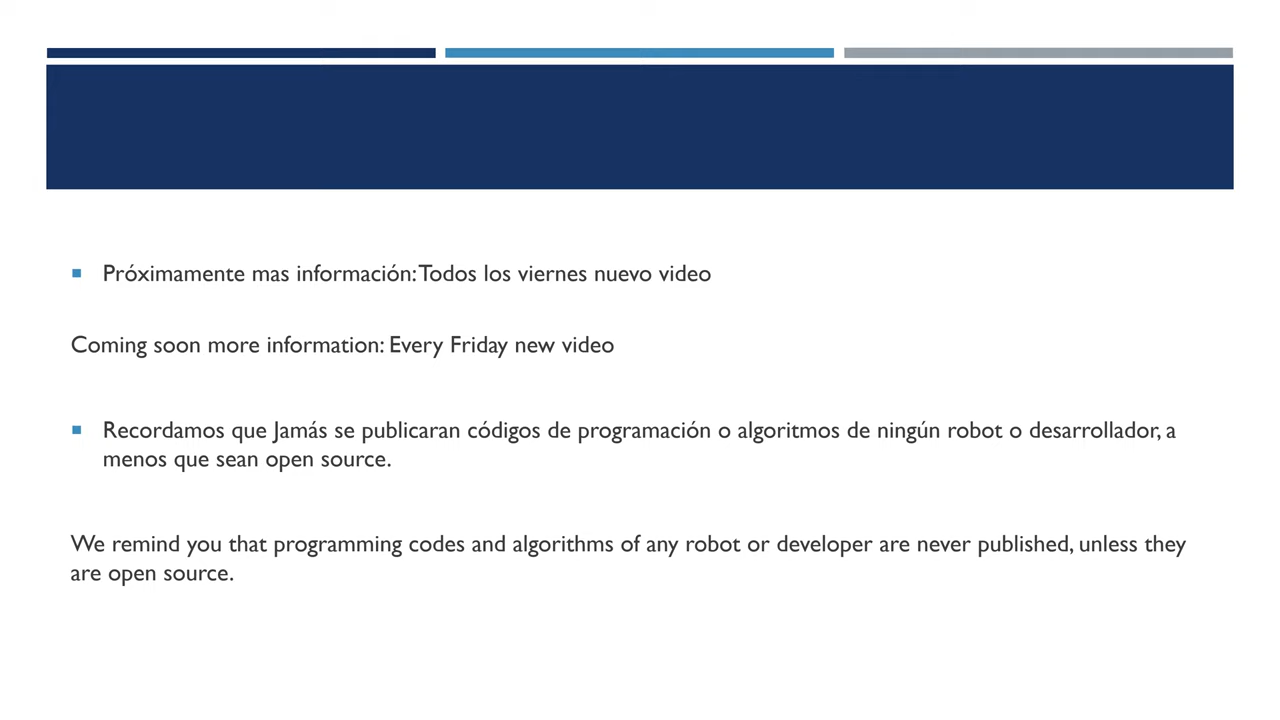 Próximamente mas información: Todos los viernes nuevo video
Coming soon more information: Every Friday new video
Recordamos que Jamás se publicaran códigos de programación o algoritmos de ningún robot o desarrollador, a
menos que sean open source.
We remind you that programming codes and algorithms of any robot or developer are never published, unless they
are open source.